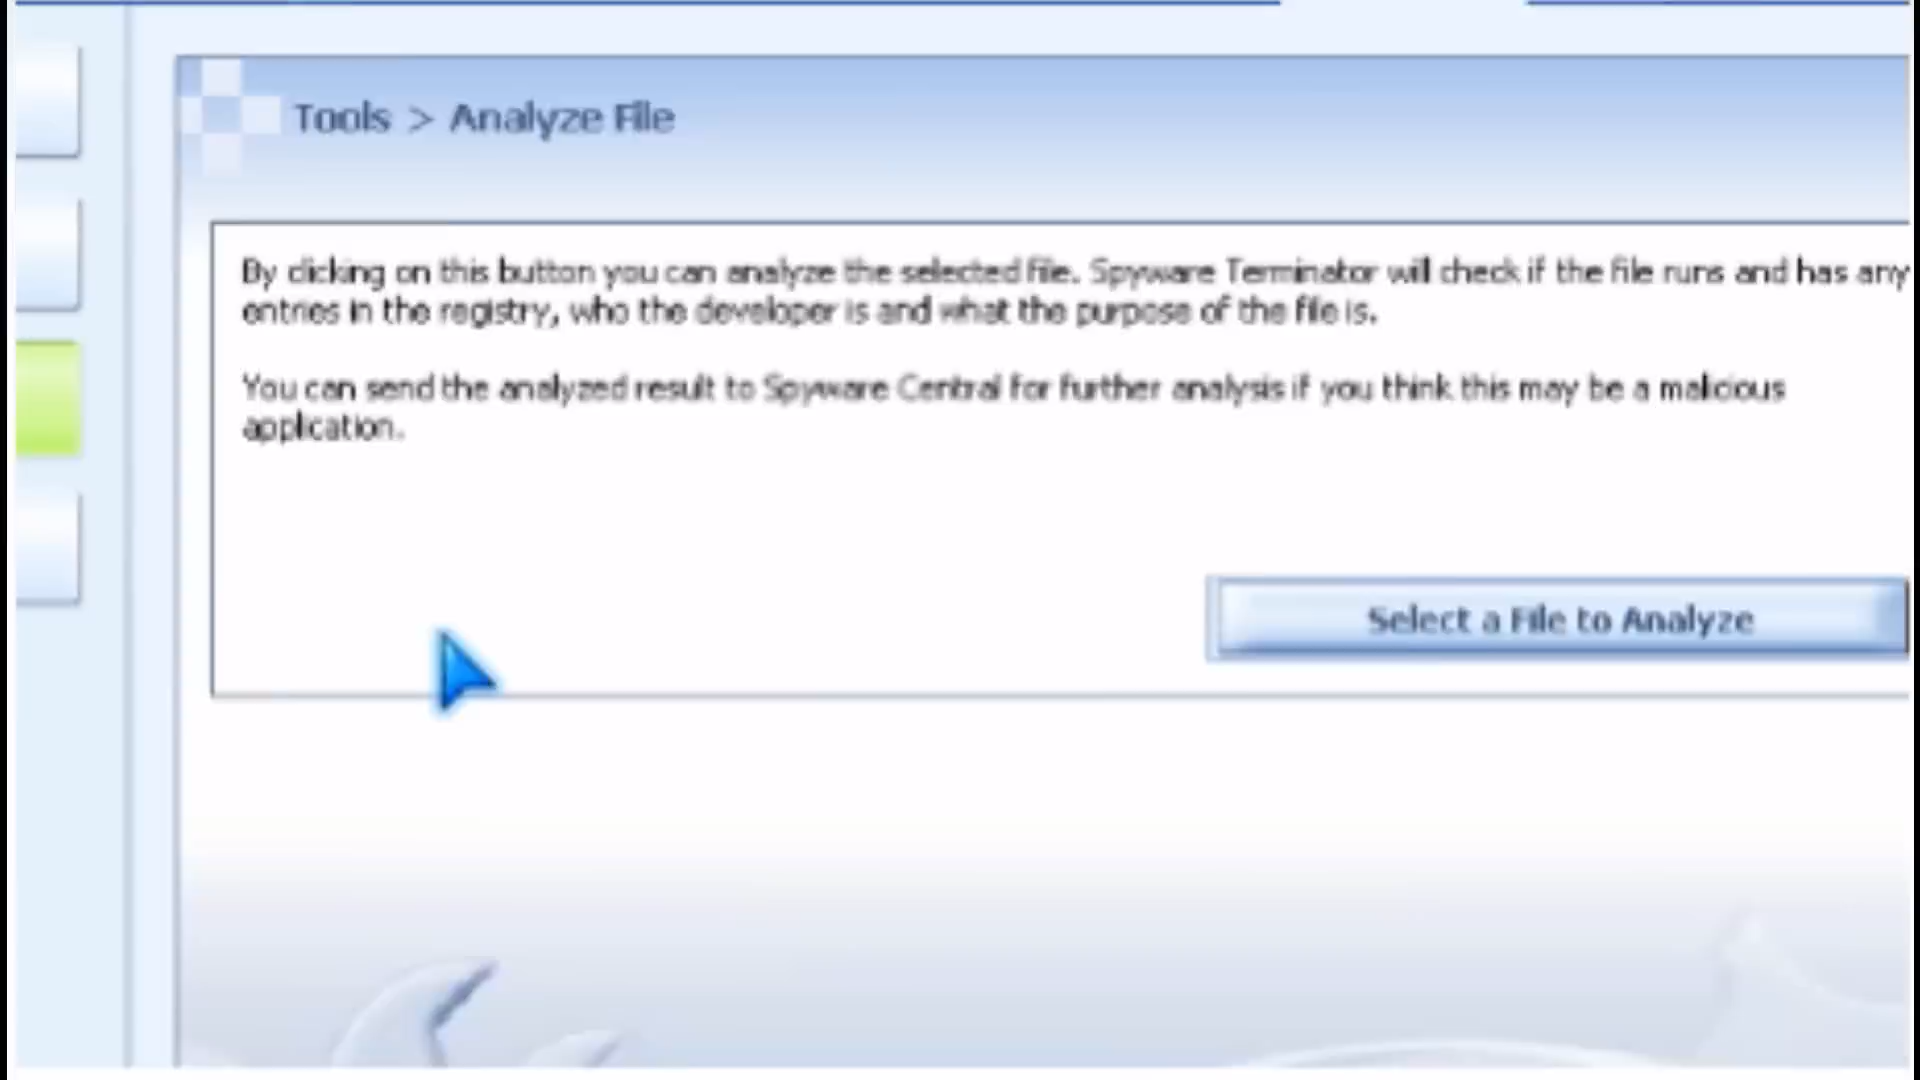 Tools > Analyze File
By clicking on this button you can analyze the selected file. Spyware Terminator will check if the file runs and has any
entries in the registry, who the developer is and what the purpose of the file is.
You can send the analyzed result to Spyware Central for further analysis if you think this may be a malicious
application.
Select a File to Analyze